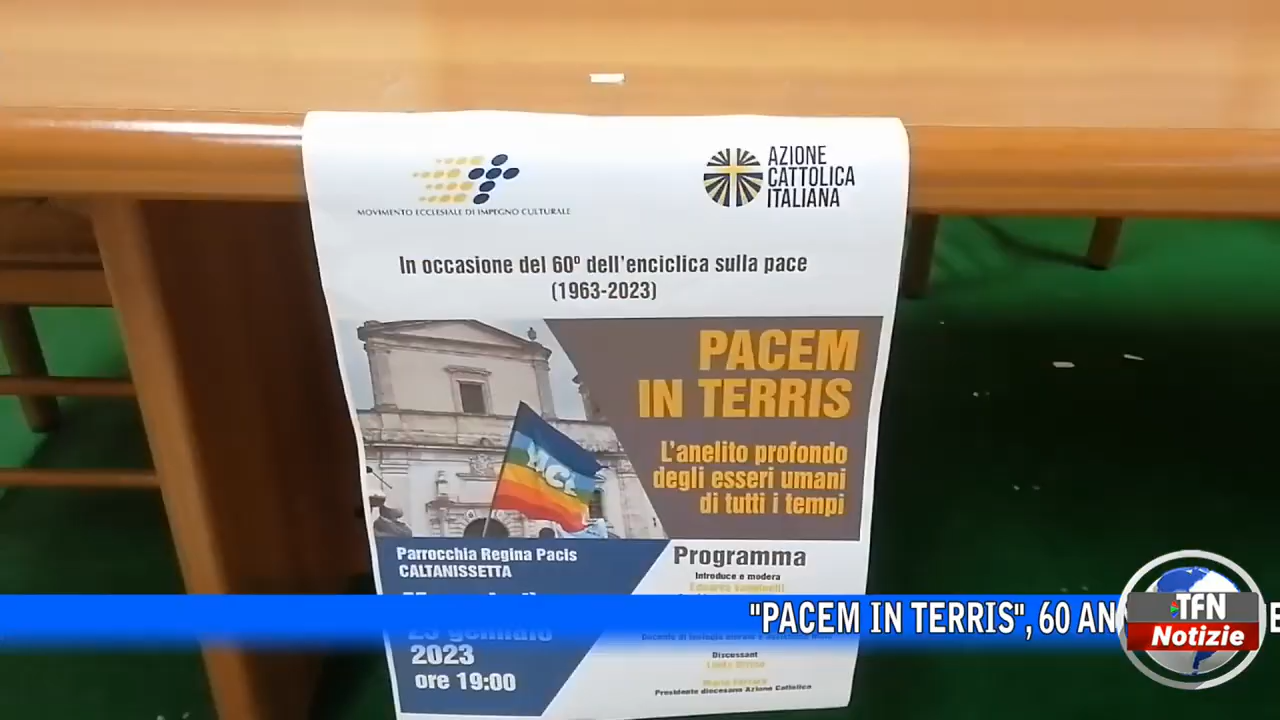 MOVIMENTO ECCLESIALE DI IMPEGNO CULTURALE
AZIONE
CATTOLICA
ITALIANA
In occasione del 60º dell'enciclica sulla pace
(1963-2023)
PACEM
IN TERRIS
L'anelito profondo
degli esseri umani
di tutti i tempi
Parrocchia Regina Pacis
CALTANISSETTA
gennaio
2023
ore 19:00
Programma
Introduce e modera
Discussant
Presidente diocesano Azione Cattolica
"PACEM IN TERRIS", 60 AN
TFN
Notizie